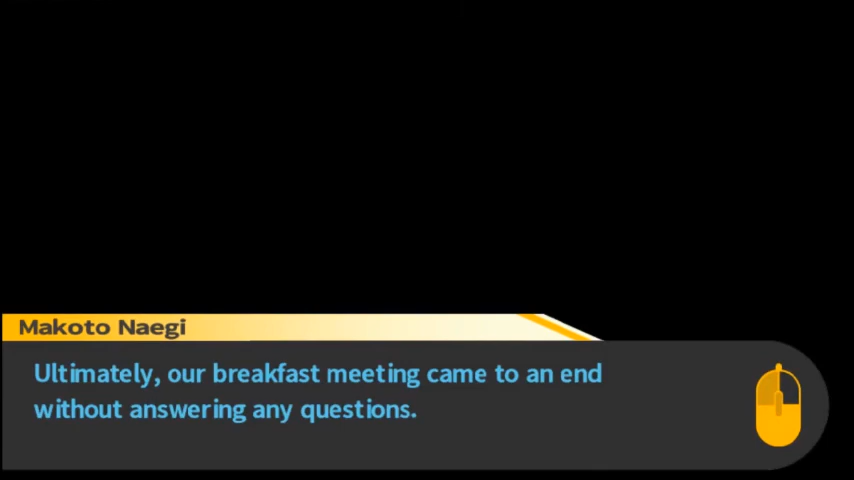 Makoto Naegi
Ultimately, our breakfast meeting came to an end
without answering any questions.